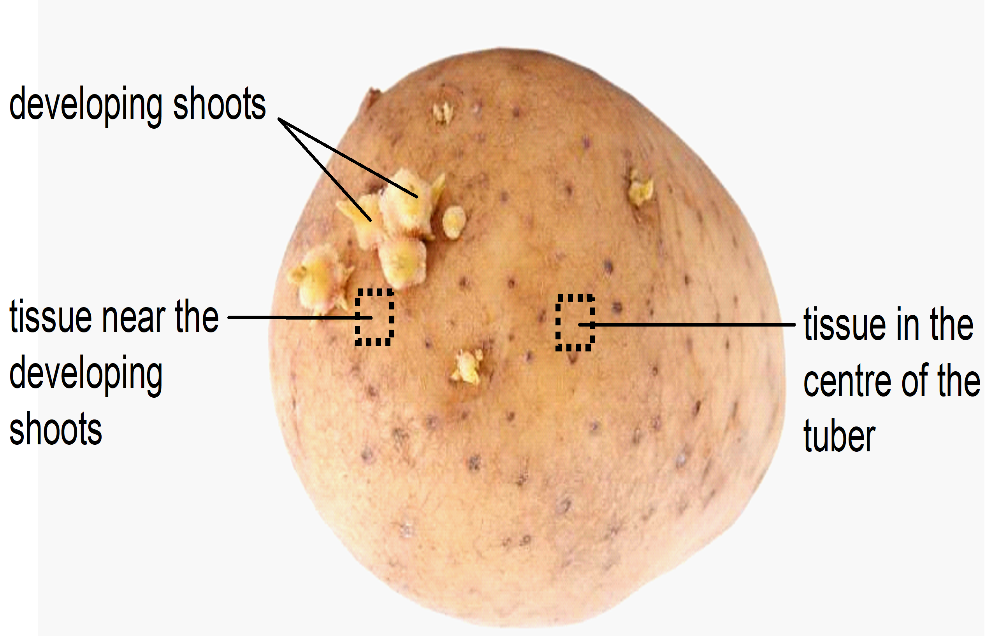 developing shoots
tissue near the
developing
shoots
tissue in the
centre of the
tuber